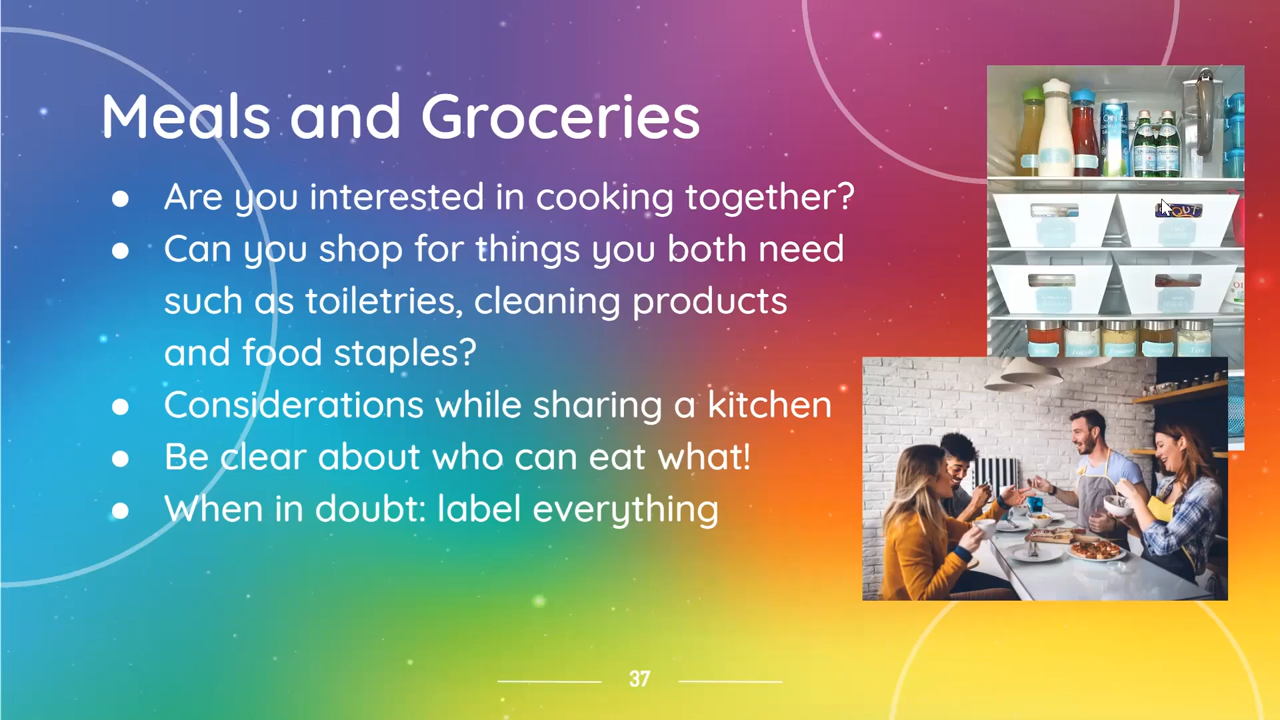 Meals and Groceries
● Are you interested in cooking together?
● Can you shop for things you both need
such as toiletries, cleaning products
and food staples?
● Considerations while sharing a kitchen
● Be clear about who can eat what!
● When in doubt: label everything
37